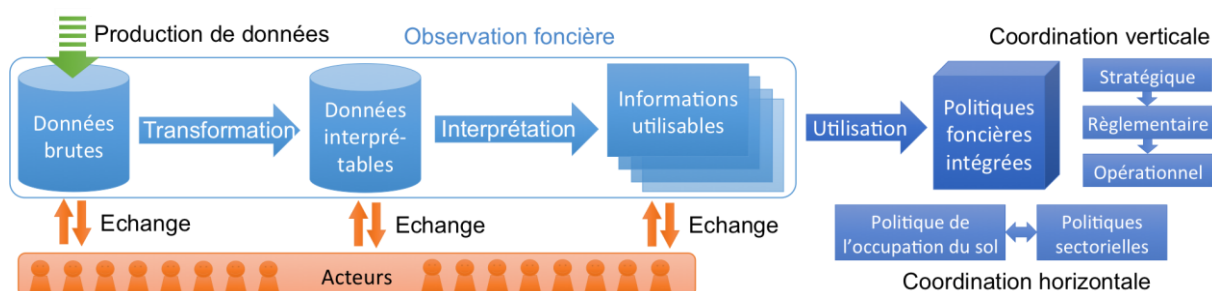 Production de données
Observation foncière
Coordination verticale
Données
brutes
Transformation
Données
interpré-
tables
Interprétation
Informations
utilisables
Utilisation
Politiques
foncières
intégrées
Stratégique
Règlementaire
Opérationnel
Echange
Echange
Echange
Acteurs
Politique de
l'occupation du sol
Politiques
sectorielles
Coordination horizontale